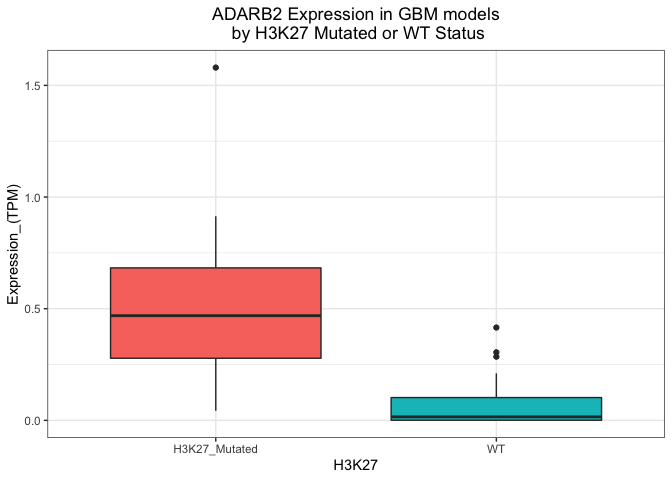 ADARB2 Expression in GBM models
by H3K27 Mutated or WT Status
Expression_(TPM)
1.5
1.0
0.5
0.0
H3K27_Mutated
WT
H3K27